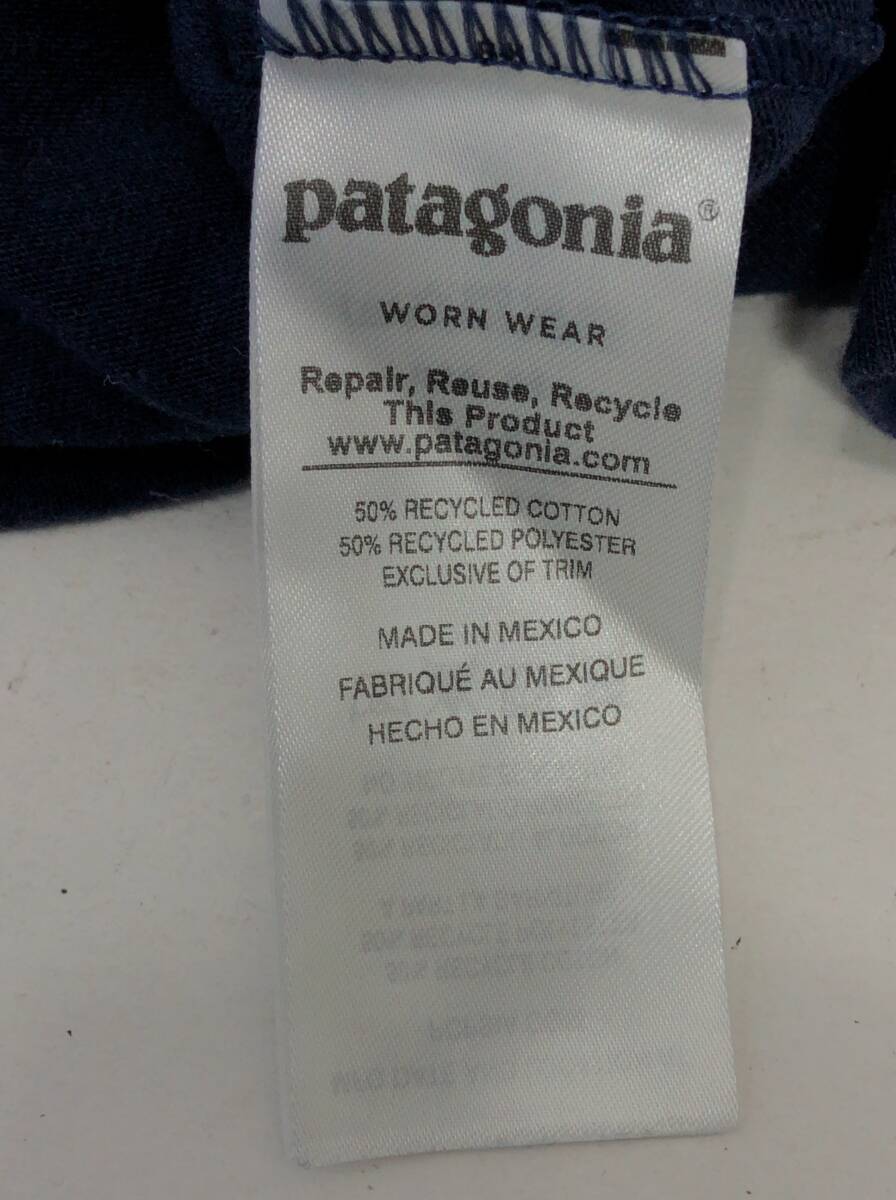 patagonia®
WORN WEAR
Repair, Reuse, Recycle
This Product
www.patagonia.com
50% RECYCLED COTTON
50% RECYCLED POLYESTER
EXCLUSIVE OF TRIM
MADE IN MEXICO
FABRIQUÉ AU MEXIQUE
HECHO EN MEXICO